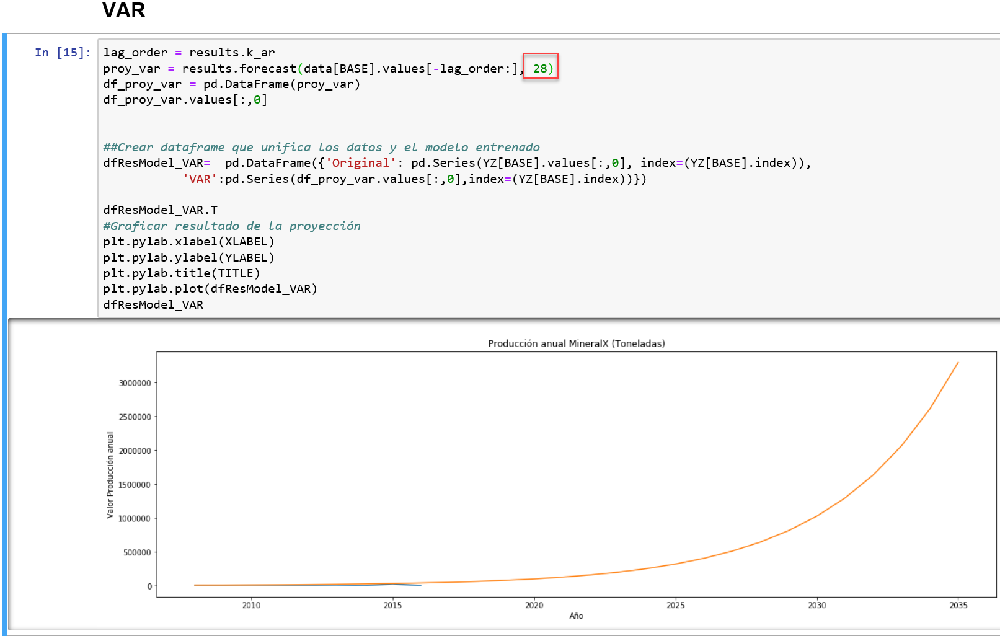 VAR
In [15]:
lag_order = results.k_ar
proy_var = results.forecast(data[BASE].values[-lag_order:], 28)
df_proy_var = pd.DataFrame(proy_var)
df_proy_var.values[:,0]
##Crear dataframe que unifica los datos y el modelo entrenado
dfResModel_VAR=  pd.DataFrame({'Original': pd.Series(YZ[BASE].values[:,0], index=(YZ[BASE].index)),
           'VAR':pd.Series(df_proy_var.values[:,0],index=(YZ[BASE].index))})
dfResModel_VAR.T
#Graficar resultado de la proyección
plt.pylab.xlabel(XLABEL)
plt.pylab.ylabel(YLABEL)
plt.pylab.title(TITLE)
plt.pylab.plot(dfResModel_VAR)
dfResModel_VAR
Producción anual MineralX (Toneladas)
Valor Producción anual
3000000
2500000
2000000
1500000
1000000
500000
0
2010 2015 2020 2025 2030 2035
Año